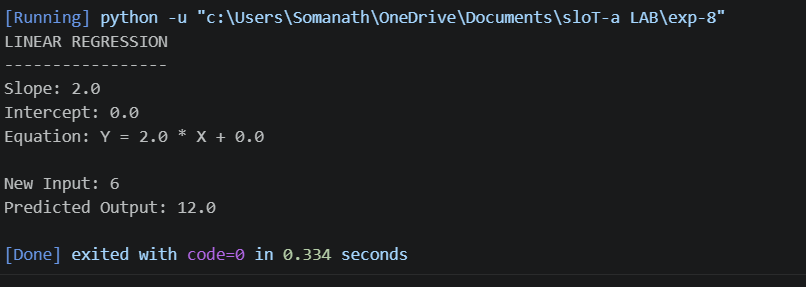 [Running] python -u "c:\Users\Somanath\OneDrive\Documents\sloT-a LAB\exp-8"
LINEAR REGRESSION
-----------------
Slope: 2.0
Intercept: 0.0
Equation: Y = 2.0 * X + 0.0
New Input: 6
Predicted Output: 12.0
[Done] exited with code=0 in 0.334 seconds